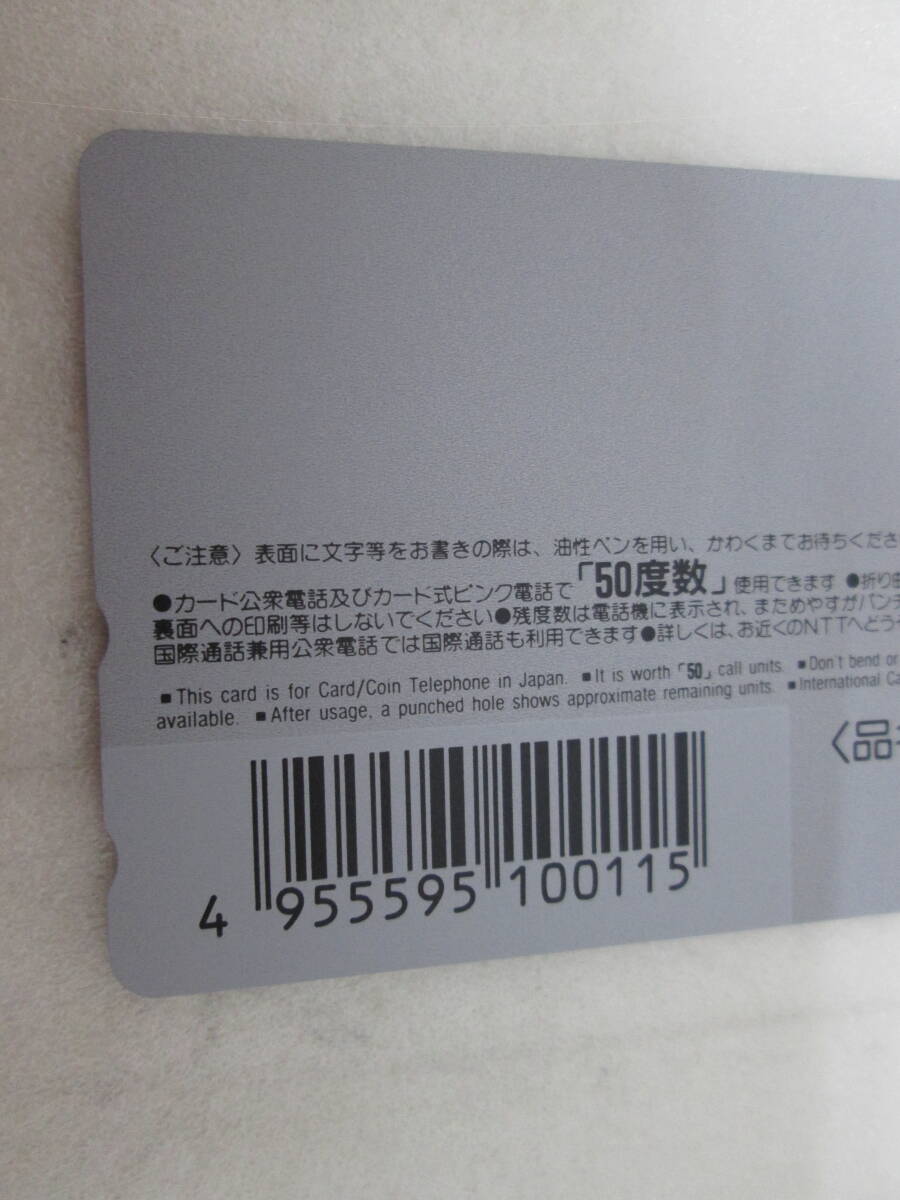 〈ご注意〉表面に文字等をお書きの際は、油性ペンを用い、かわくまでお待ちくださ
●カード公衆電話及びカード式ピンク電話で「50度数」使用できます ●折り曲
裏面への印刷等はしないでください●残度数は電話機に表示され、まためやすがパンチ
国際通話兼用公衆電話では国際通話も利用できます●詳しくは、お近くのNTTへどうぞ
■This card is for Card/Coin Telephone in Japan. ■It is worth「50」call units. ■Don't bend or
available. ■After usage, a punched hole shows approximate remaining units. ■International Ca
〈品名
4 955595 100115